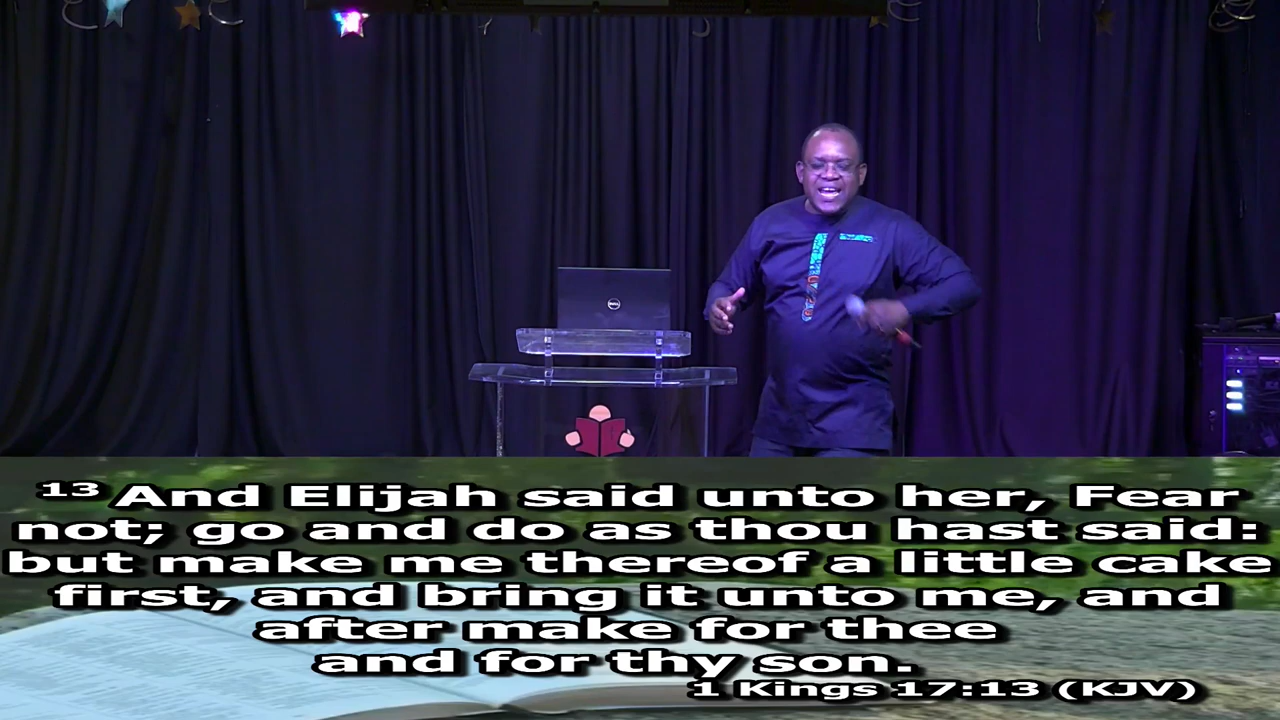 DELL
13 And Elijah said unto her, Fear
not; go and do as thou hast said:
but make me thereof a little cake
first, and bring it unto me, and
after make for thee
and for thy son.
1 Kings 17:13 (KJV)